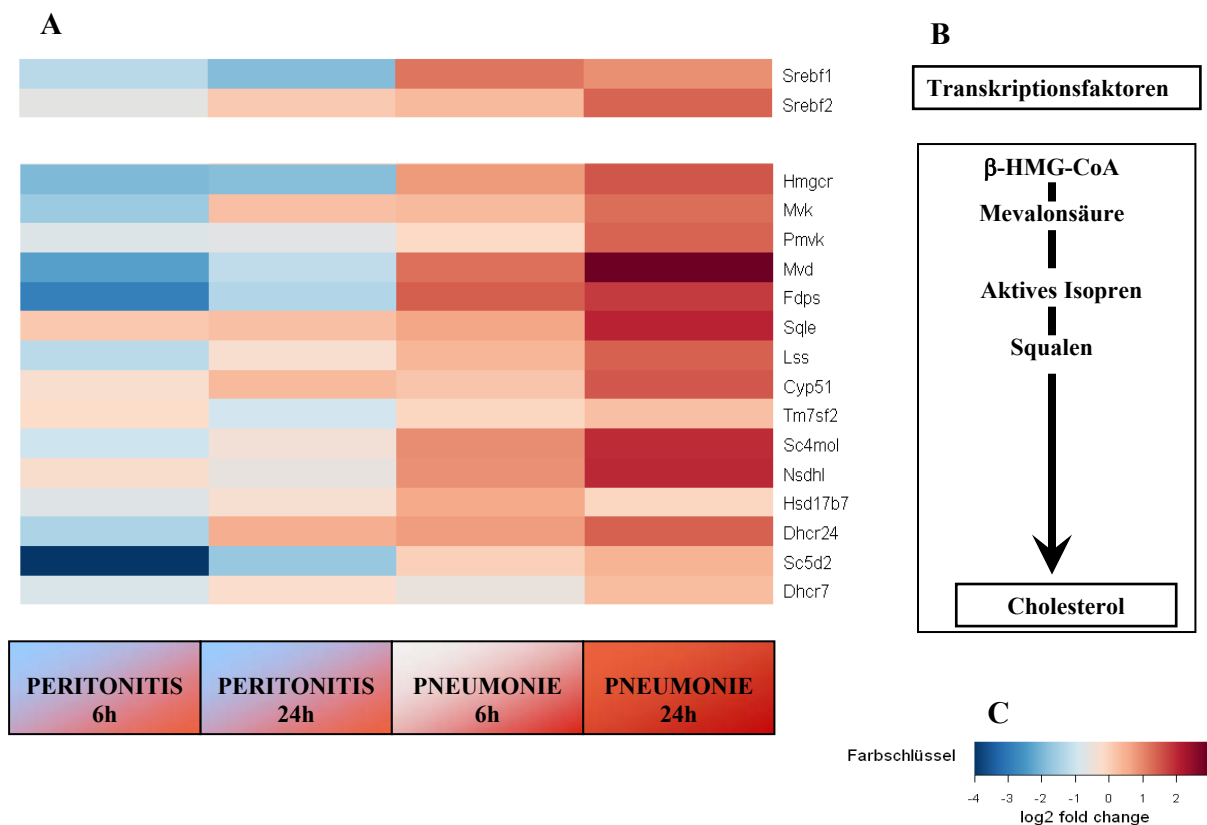 A
Srebf1
Srebf2
Hmgcr
Mvk
Pmvk
Mvd
Fdps
Sqle
Lss
Cyp51
Tm7sf2
Sc4mol
Nsdhl
Hsd17b7
Dhcr24
Sc5d2
Dhcr7
PERITONITIS
6h
PERITONITIS
24h
PNEUMONIE
6h
PNEUMONIE
24h
B
Transkriptionsfaktoren
β-HMG-CoA
Mevalonsäure
Aktives Isopren
Squalen
Cholesterol
C
Farbschlüssel
-4 -3 -2 -1 0 1 2
log2 fold change